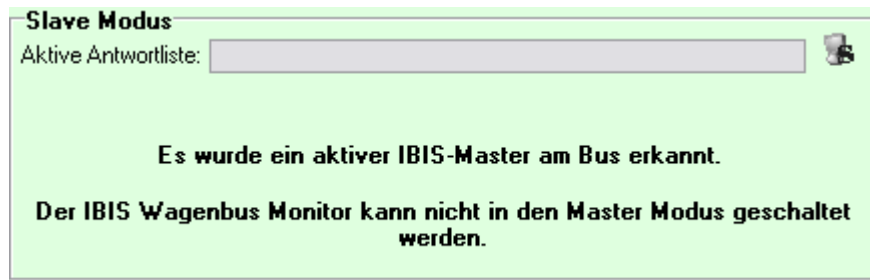 Slave Modus
Aktive Antwortliste:
Es wurde ein aktiver IBIS-Master am Bus erkannt.
Der IBIS Wagenbus Monitor kann nicht in den Master Modus geschaltet
werden.